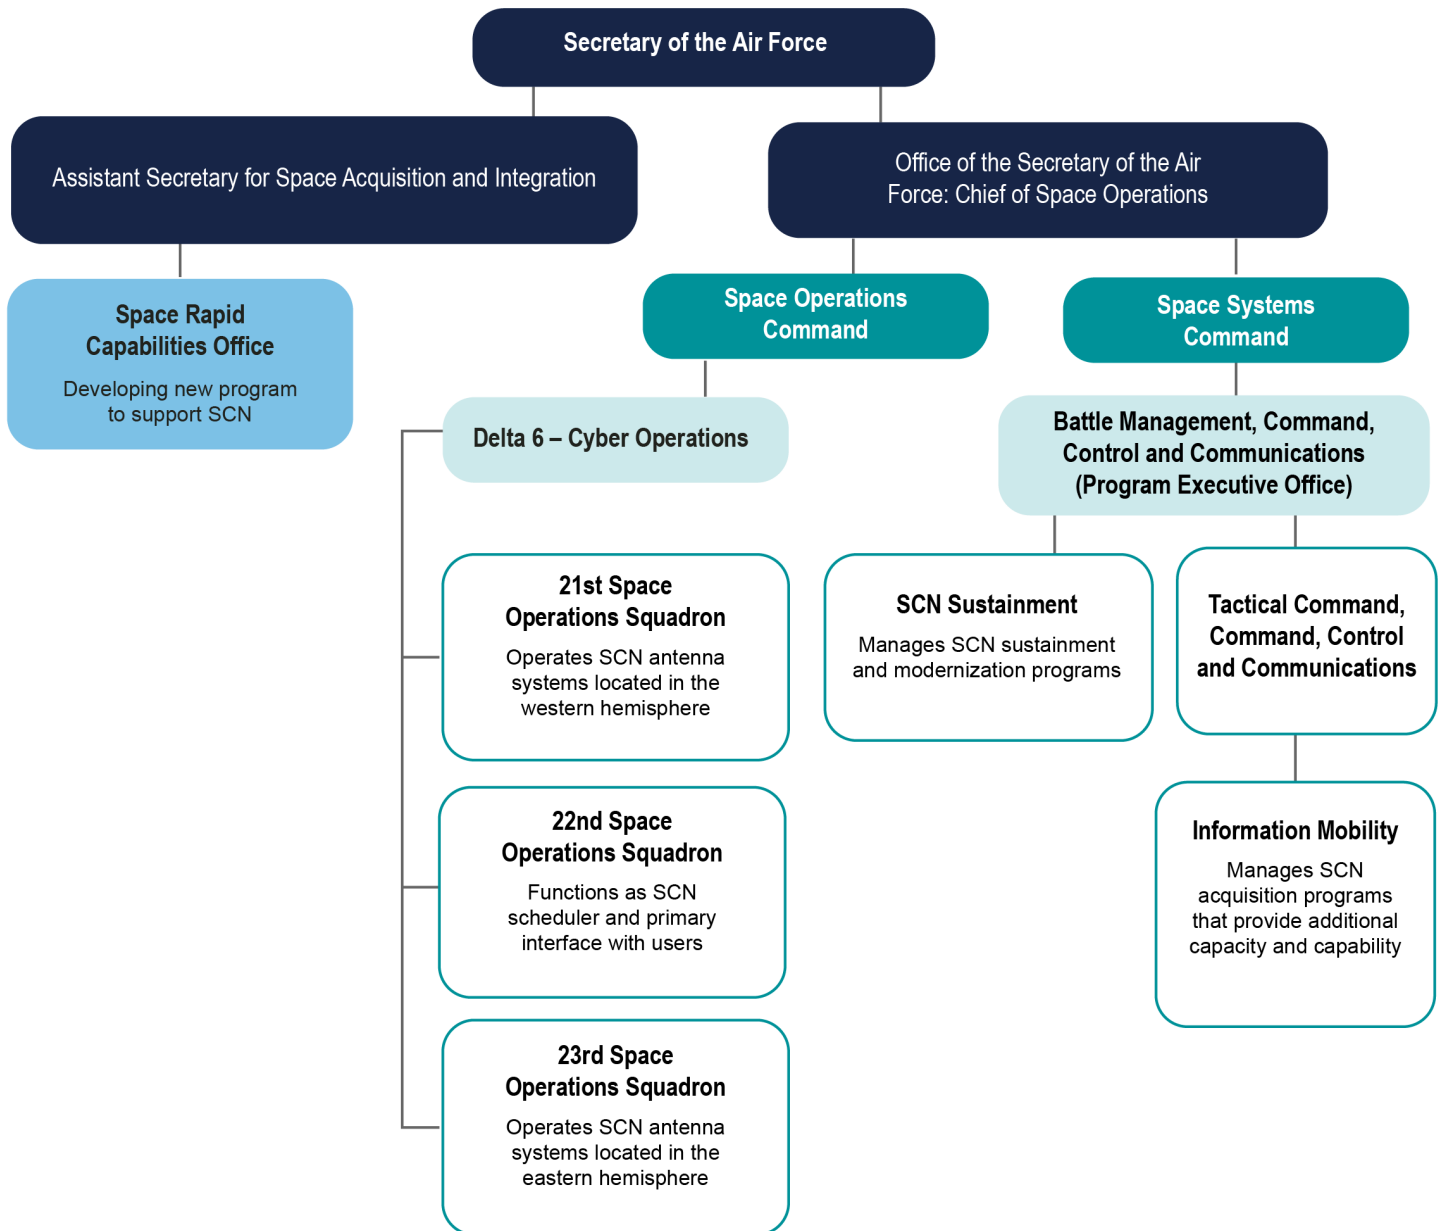 Secretary of the Air Force
Assistant Secretary for Space Acquisition and Integration
Office of the Secretary of the Air
Force: Chief of Space Operations
Space Rapid
Capabilities Office
Developing new program
to support SCN
Space Operations
Command
Space Systems
Command
Delta 6 – Cyber Operations
Battle Management, Command,
Control and Communications
(Program Executive Office)
21st Space
Operations Squadron
Operates SCN antenna
systems located in the
western hemisphere
SCN Sustainment
Manages SCN sustainment
and modernization programs
Tactical Command,
Command, Control
and Communications
22nd Space
Operations Squadron
Functions as SCN
scheduler and primary
interface with users
Information Mobility
Manages SCN
acquisition programs
that provide additional
capacity and capability
23rd Space
Operations Squadron
Operates SCN antenna
systems located in the
eastern hemisphere